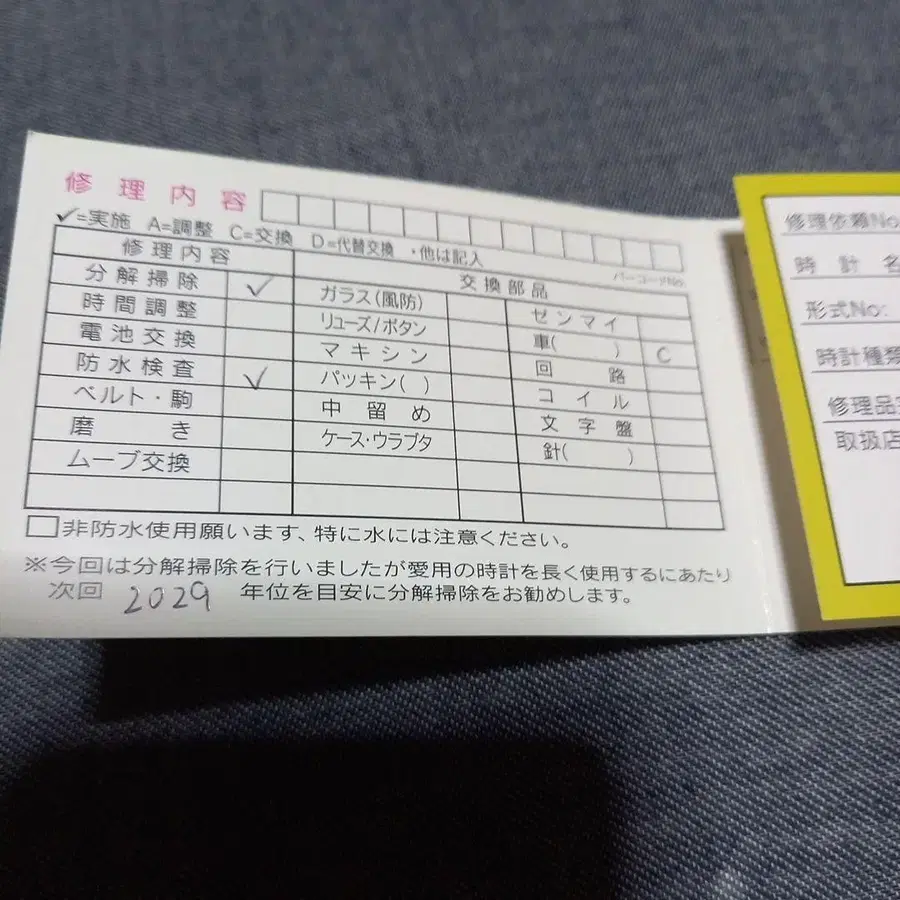 修理内容
✓=実施 A=調整 C=交換 D=代替交換 ・他は記入
バーコードNo
修理内容 交換部品
分解掃除 ✓ ガラス(風防) ゼンマイ
時間調整 リューズ/ボタン 車( ) C
電池交換 マキシン 回路
防水検査 ✓ パッキン( ) コイル
ベルト・駒 中留め 文字盤
磨き ケース・ウラブタ 針( )
ムーブ交換
□非防水使用願います、特に水には注意ください。
※今回は分解掃除を行いましたが愛用の時計を長く使用するにあたり
次回 2029 年位を目安に分解掃除をお勧めします。
修理依頼No
時計名
形式No:
時計種類
修理品
取扱店